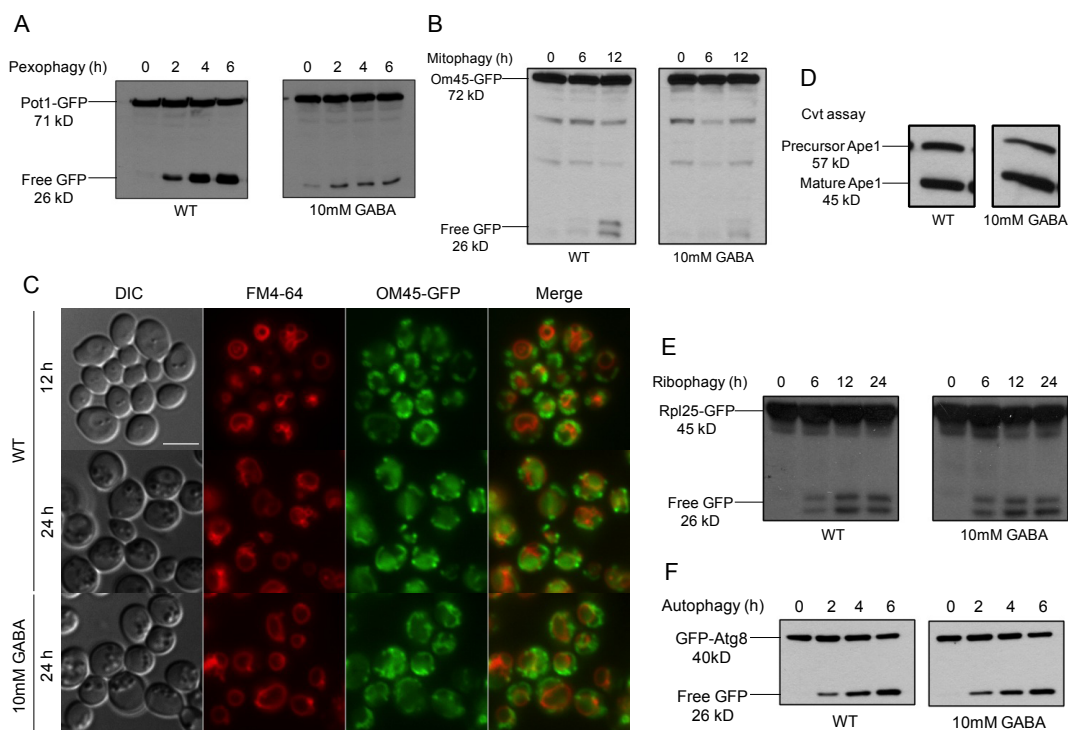 A
Pexophagy (h)
0 2 4 6
0 2 4 6
Pot1-GFP
71 kD
Free GFP
26 kD
WT
10mM GABA
B
Mitophagy (h)
0 6 12
0 6 12
Om45-GFP
72 kD
Free GFP
26 kD
WT
10mM GABA
D
Cvt assay
Precursor Ape1
57 kD
Mature Ape1
45 kD
WT
10mM GABA
C
DIC
FM4-64
OM45-GFP
Merge
12 h
WT
24 h
10mM GABA
24 h
E
Ribophagy (h)
0 6 12 24
0 6 12 24
Rpl25-GFP
45 kD
Free GFP
26 kD
WT
10mM GABA
F
Autophagy (h)
0 2 4 6
0 2 4 6
GFP-Atg8
40kD
Free GFP
26 kD
WT
10mM GABA